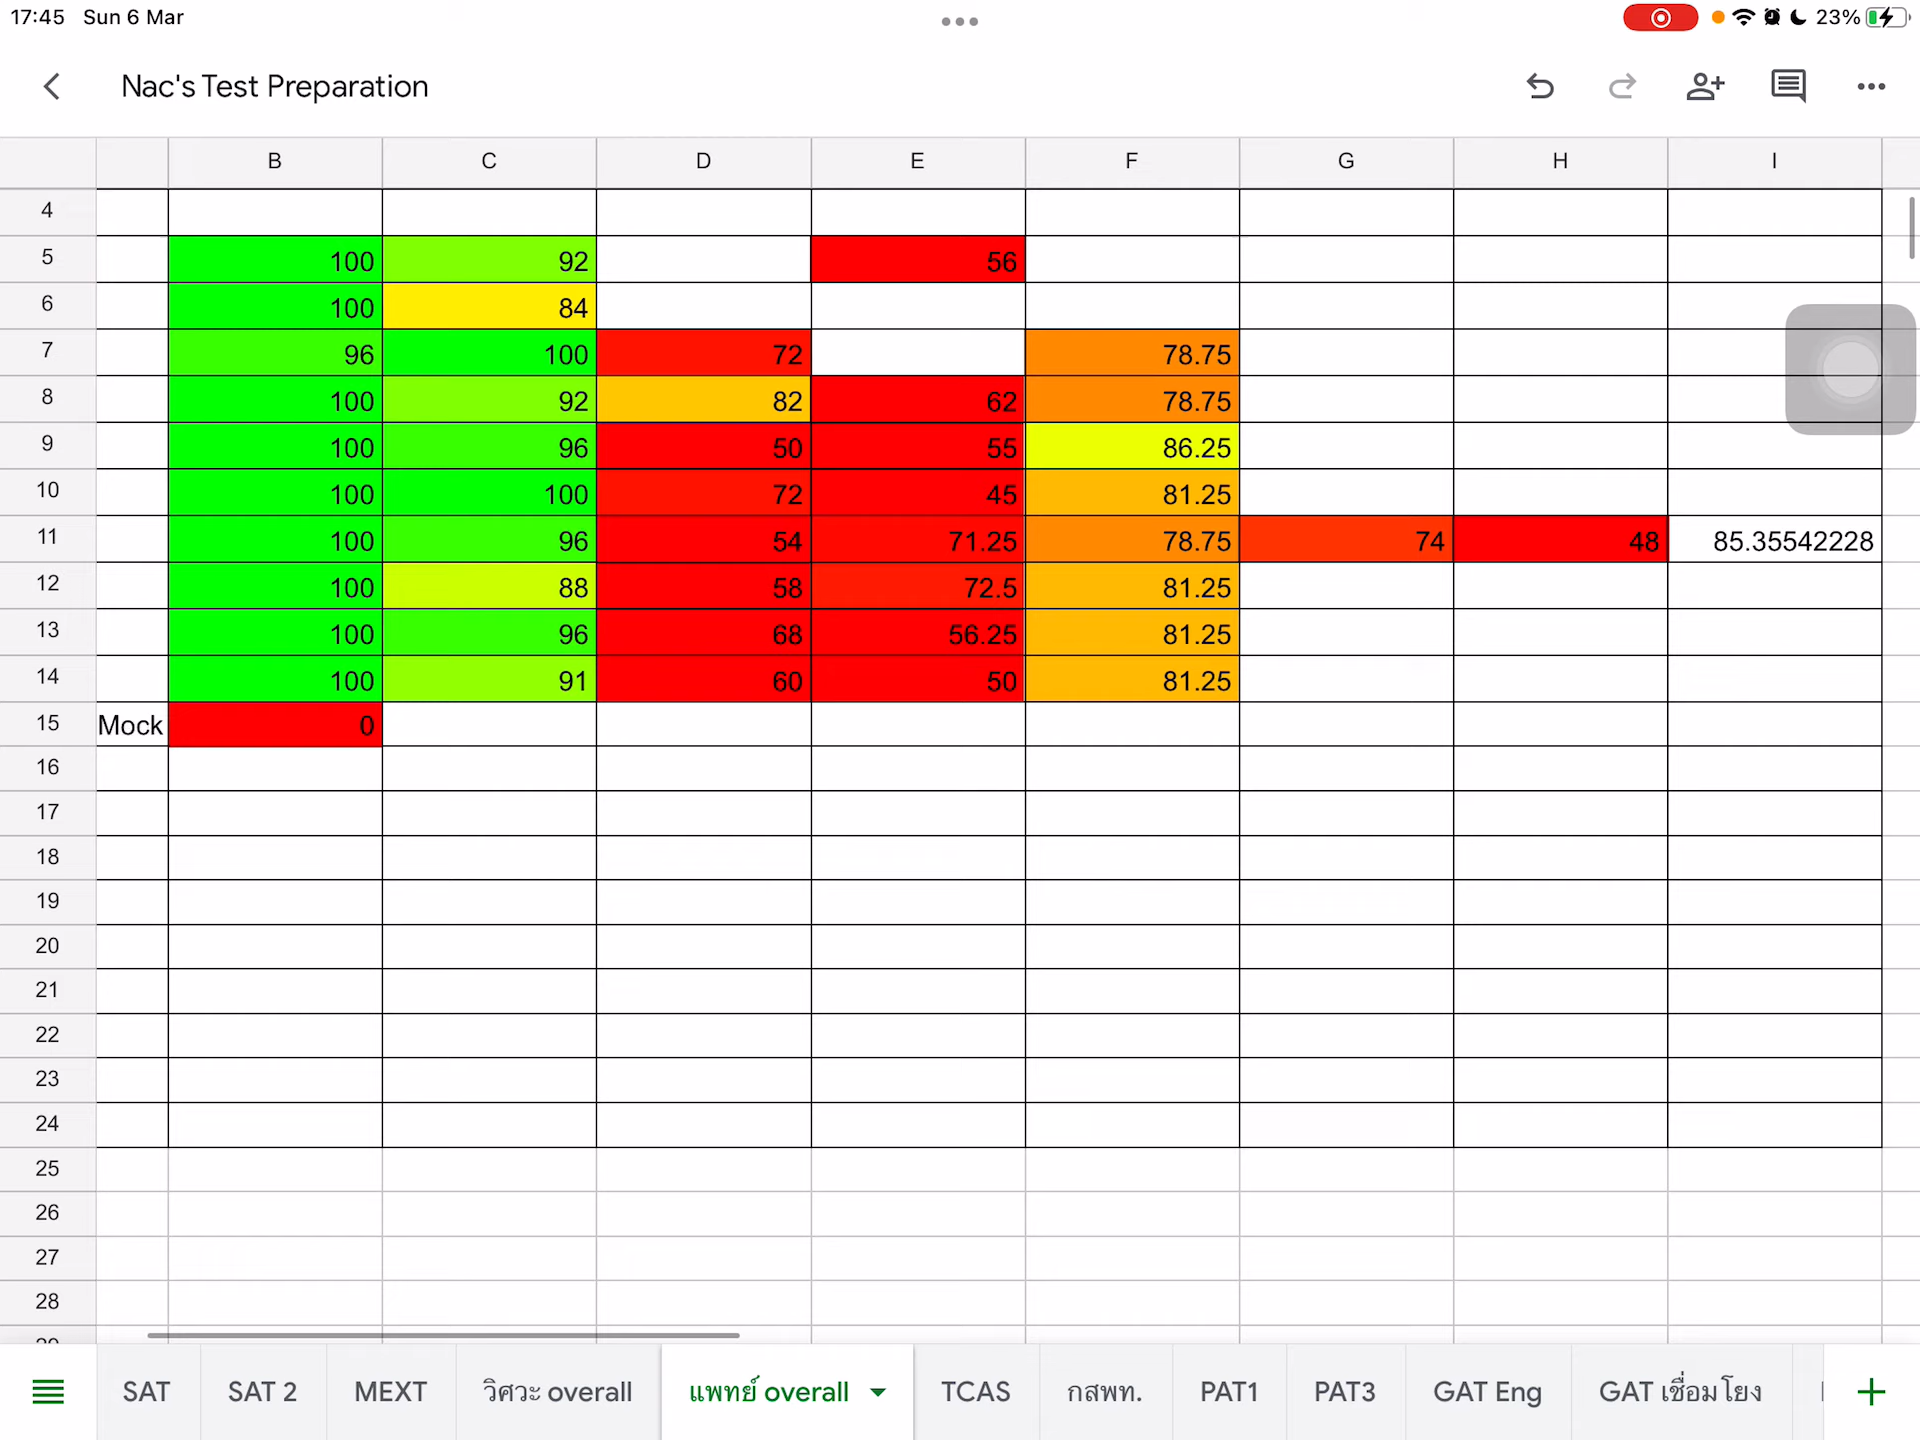 17:45 Sun 6 Mar
23%
Nac's Test Preparation
B C D E F G H I
4
5 100 92 56
6 100 84
7 96 100 72 78.75
8 100 92 82 62 78.75
9 100 96 50 55 86.25
10 100 100 72 45 81.25
11 100 96 54 71.25 78.75 74 48 85.35542228
12 100 88 58 72.5 81.25
13 100 96 68 56.25 81.25
14 100 91 60 50 81.25
15 Mock 0
16
17
18
19
20
21
22
23
24
25
26
27
28
SAT SAT 2 MEXT วิศวะ overall แพทย์ overall TCAS กสพท. PAT1 PAT3 GAT Eng GAT เชื่อมโยง